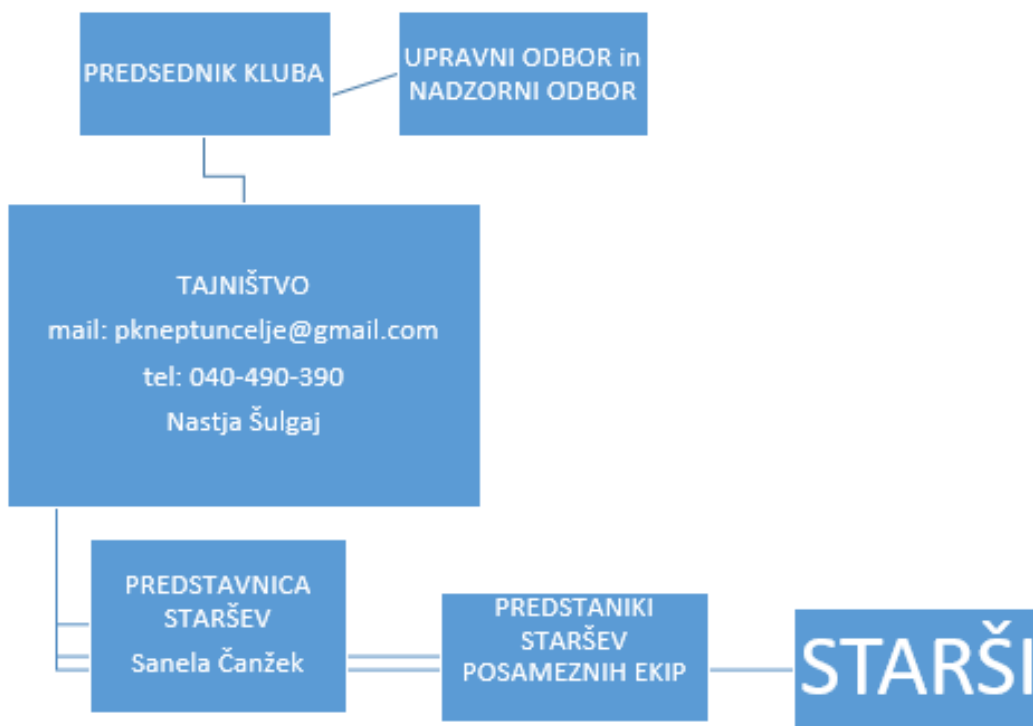 PREDSEDNIK KLUBA
UPRAVNI ODBOR in
NADZORNI ODBOR
TAJNIŠTVO
mail: pkneptuncelje@gmail.com
tel: 040-490-390
Nastja Šulgaj
PREDSTAVNICA
STARŠEV
Sanela Čanžek
PREDSTANIKI
STARŠEV
POSAMEZNIH EKIP
STARŠI